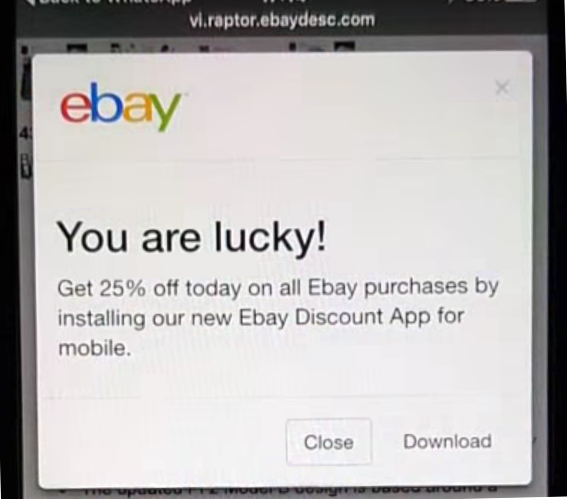 vi.raptor.ebaydesc.com
ebay
×
You are lucky!
Get 25% off today on all Ebay purchases by
installing our new Ebay Discount App for
mobile.
Close
Download